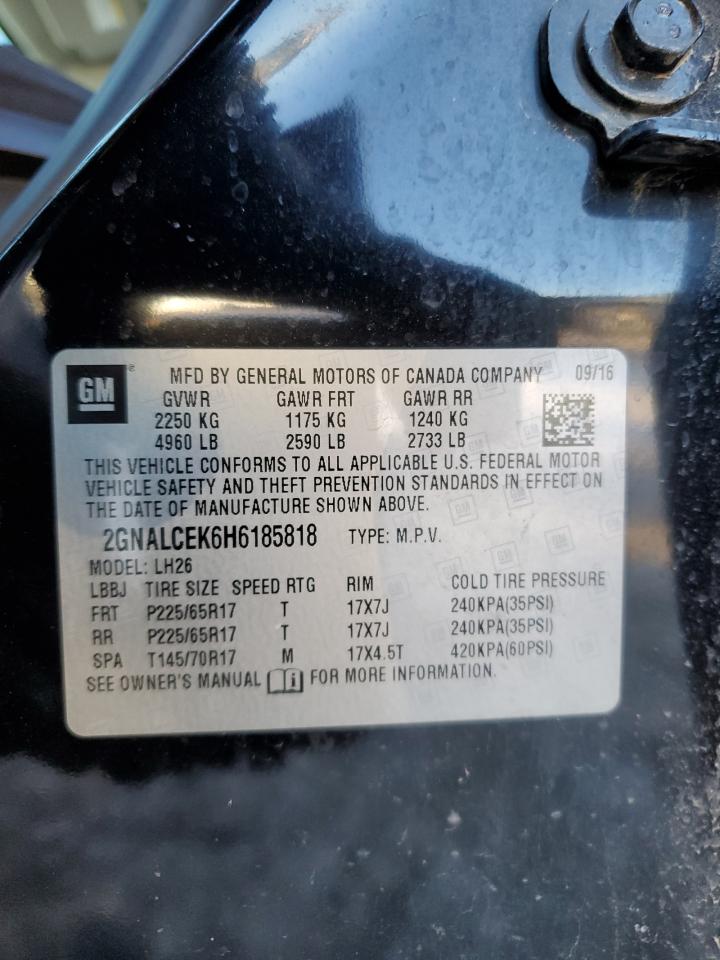 GM ® MFD BY GENERAL MOTORS OF CANADA COMPANY 09/16
GVWR GAWR FRT GAWR RR
2250 KG 1175 KG 1240 KG
4960 LB 2590 LB 2733 LB
THIS VEHICLE CONFORMS TO ALL APPLICABLE U.S. FEDERAL MOTOR
VEHICLE SAFETY AND THEFT PREVENTION STANDARDS IN EFFECT ON
THE DATE OF MANUFACTURE SHOWN ABOVE.
2GNALCEK6H6185818 TYPE: M.P.V.
MODEL: LH26
LBBJ TIRE SIZE SPEED RTG RIM COLD TIRE PRESSURE
FRT P225/65R17 T 17X7J 240KPA(35PSI)
RR P225/65R17 T 17X7J 240KPA(35PSI)
SPA T145/70R17 M 17X4.5T 420KPA(60PSI)
SEE OWNER'S MANUAL i FOR MORE INFORMATION.